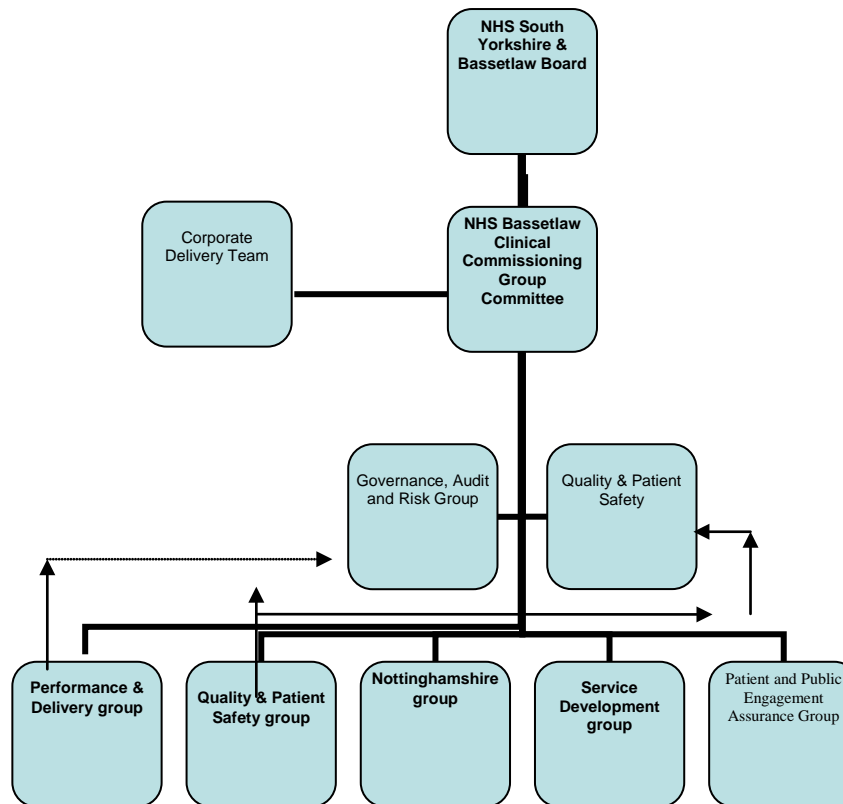 NHS South
Yorkshire &
Bassetlaw Board
NHS Bassetlaw
Clinical
Commissioning
Group
Committee
Corporate
Delivery Team
Governance, Audit
and Risk Group
Quality & Patient
Safety
Performance &
Delivery group
Quality & Patient
Safety group
Nottinghamshire
group
Service
Development
group
Patient and Public
Engagement
Assurance Group